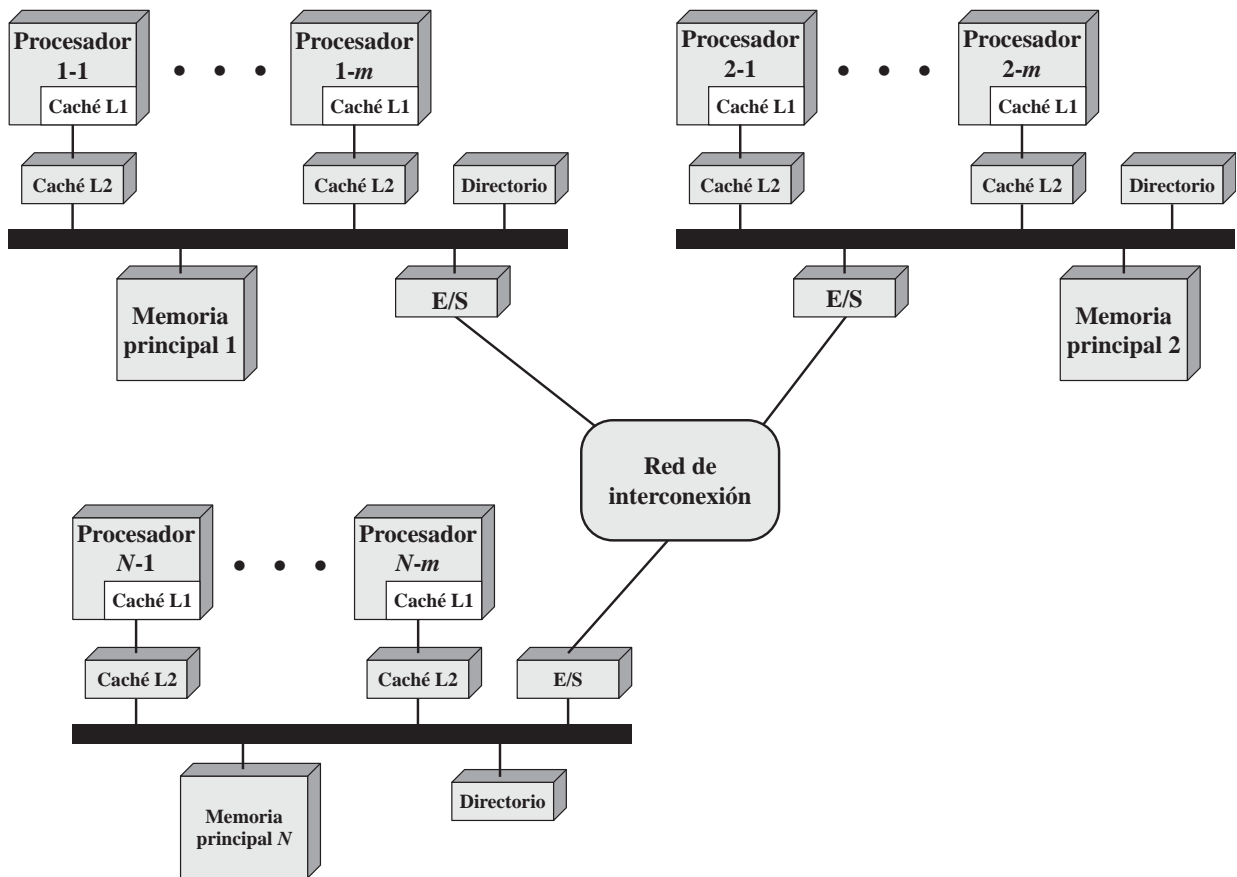 Procesador
1-1
Caché L1
Procesador
1-m
Caché L1
Caché L2
Caché L2
Directorio
Memoria
principal 1
E/S
Procesador
2-1
Caché L1
Procesador
2-m
Caché L1
Caché L2
Caché L2
Directorio
E/S
Memoria
principal 2
Red de
interconexión
Procesador
N-1
Caché L1
Procesador
N-m
Caché L1
Caché L2
Caché L2
E/S
Memoria
principal N
Directorio